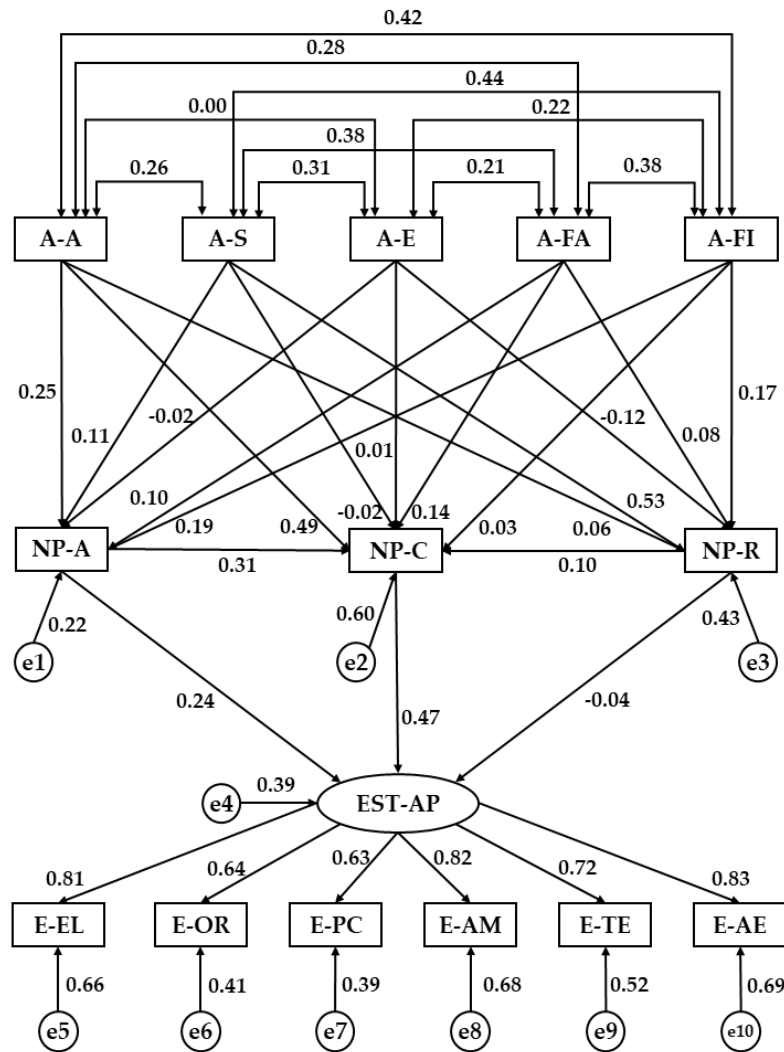 0.42
0.28
0.44
0.00 0.22
0.38
0.26 0.31 0.21 0.38
A-A A-S A-E A-FA A-FI
0.25 0.17
0.11 -0.02 0.01 -0.12 0.08
0.10 0.19 0.49 -0.02 0.14 0.03 0.06 0.53
NP-A NP-C NP-R
0.31 0.10
0.22 0.60 0.43
e1 e2 e3
0.24 0.47 -0.04
0.39
e4 EST-AP
0.81 0.64 0.63 0.82 0.72 0.83
E-EL E-OR E-PC E-AM E-TE E-AE
0.66 0.41 0.39 0.68 0.52 0.69
e5 e6 e7 e8 e9 e10